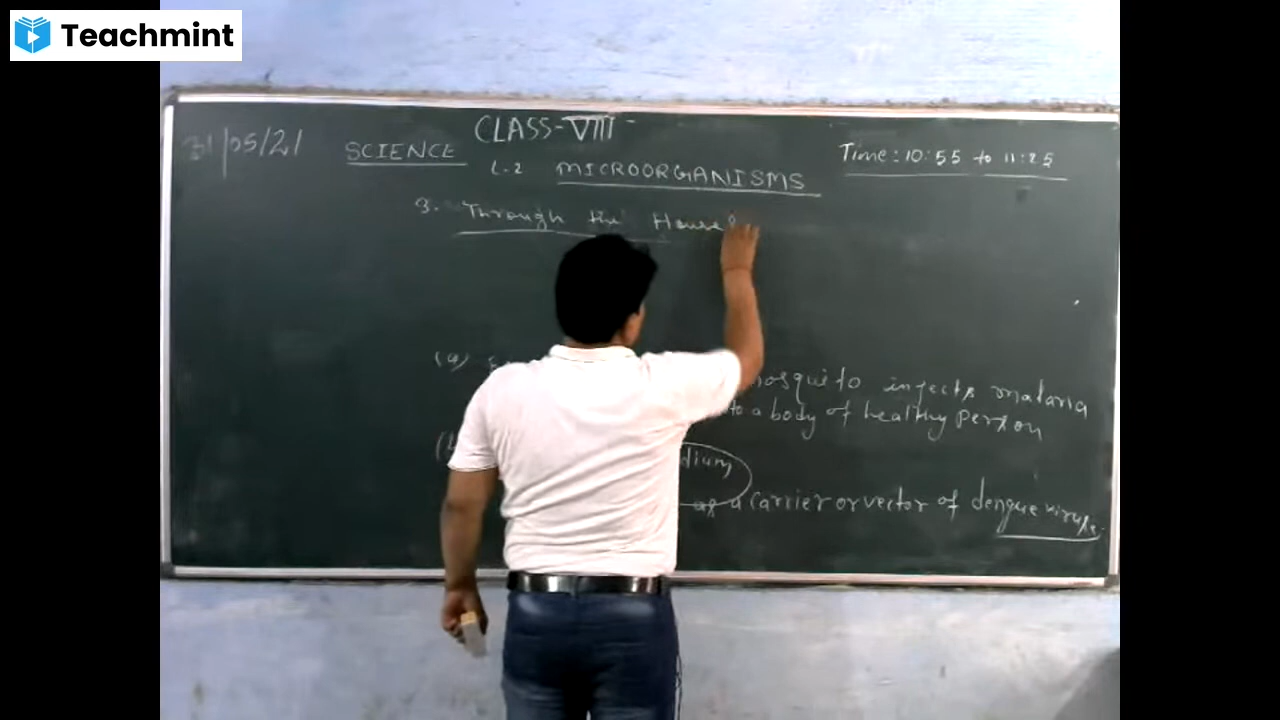 Teachmint
31/05/21
CLASS-VIII
SCIENCE
L-2 MICROORGANISMS
Time: 10:55 to 11:25
3. Through the House
(a)
mosquito injects malaria
to a body of healthy person
dium
a carrier or vector of dengue virus.